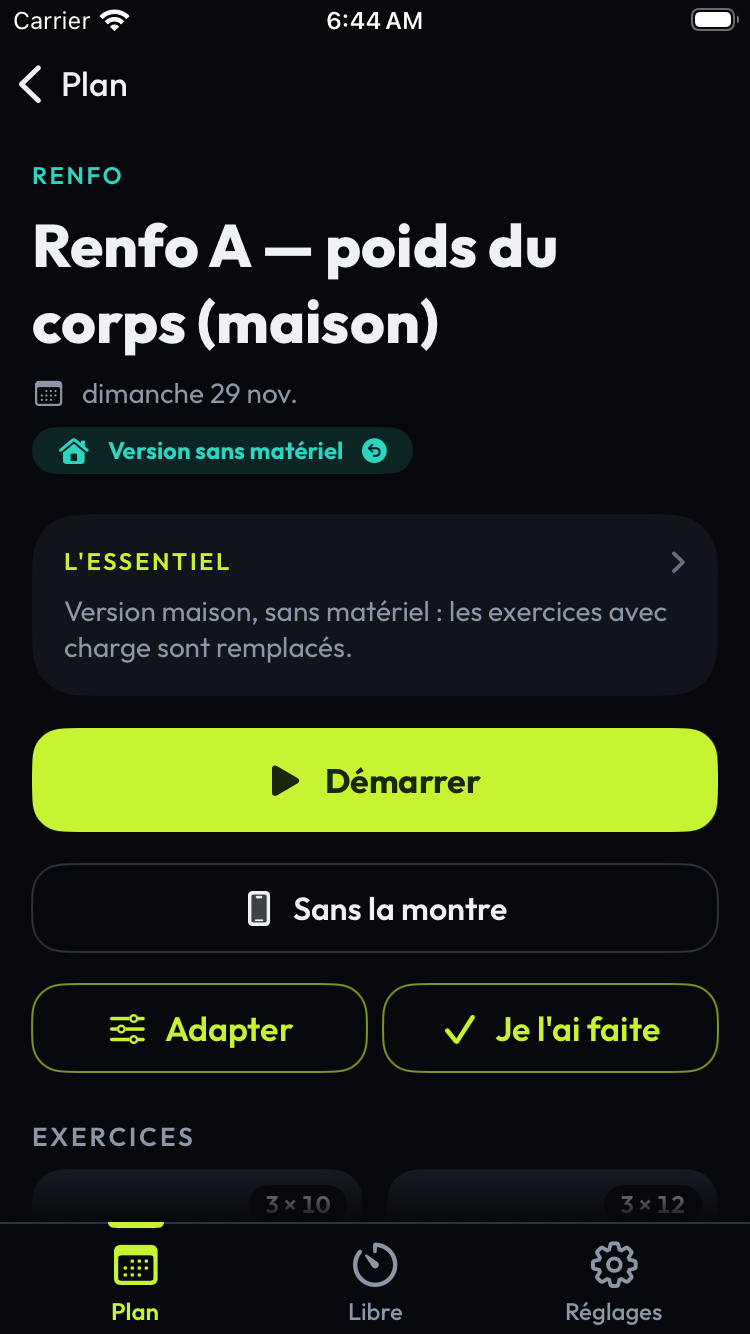 Carrier 6:44 AM
Plan
RENFO
Renfo A — poids du
corps (maison)
dimanche 29 nov.
Version sans matériel
L'ESSENTIEL
Version maison, sans matériel : les exercices avec
charge sont remplacés.
Démarrer
Sans la montre
Adapter
Je l'ai faite
EXERCICES
3 × 10
3 × 12
Plan
Libre
Réglages